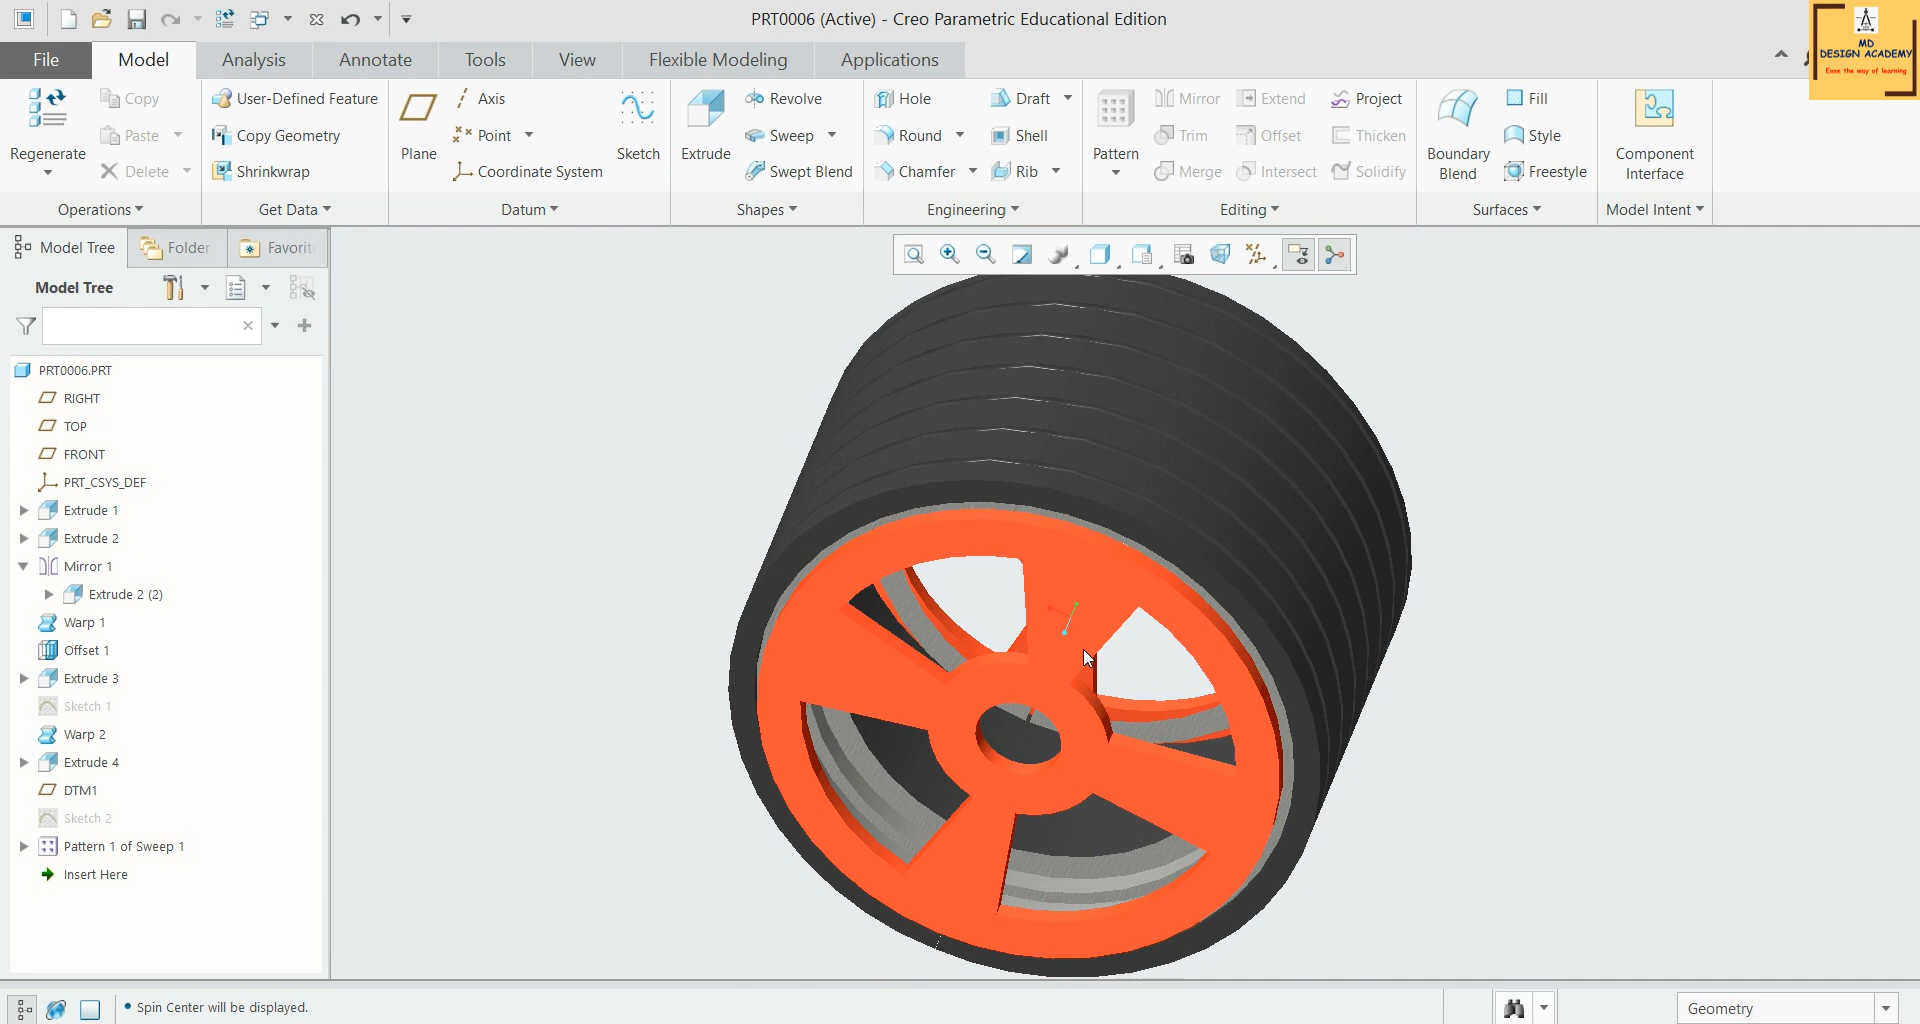 PRT0006 (Active) - Creo Parametric Educational Edition
MD
DESIGN ACADEMY
Ease the way of learning
File Model Analysis Annotate Tools View Flexible Modeling Applications
Regenerate
Copy
Paste
Delete
Operations
User-Defined Feature
Copy Geometry
Shrinkwrap
Get Data
Plane
Axis
Point
Coordinate System
Sketch
Datum
Extrude
Revolve
Sweep
Swept Blend
Shapes
Hole
Round
Chamfer
Draft
Shell
Rib
Engineering
Pattern
Mirror
Trim
Merge
Extend
Offset
Intersect
Project
Thicken
Solidify
Editing
Boundary
Blend
Fill
Style
Freestyle
Surfaces
Component
Interface
Model Intent
Model Tree Folder Favorit
Model Tree
PRT0006.PRT
RIGHT
TOP
FRONT
PRT_CSYS_DEF
Extrude 1
Extrude 2
Mirror 1
Extrude 2 (2)
Warp 1
Offset 1
Extrude 3
Sketch 1
Warp 2
Extrude 4
DTM1
Sketch 2
Pattern 1 of Sweep 1
Insert Here
Spin Center will be displayed.
Geometry